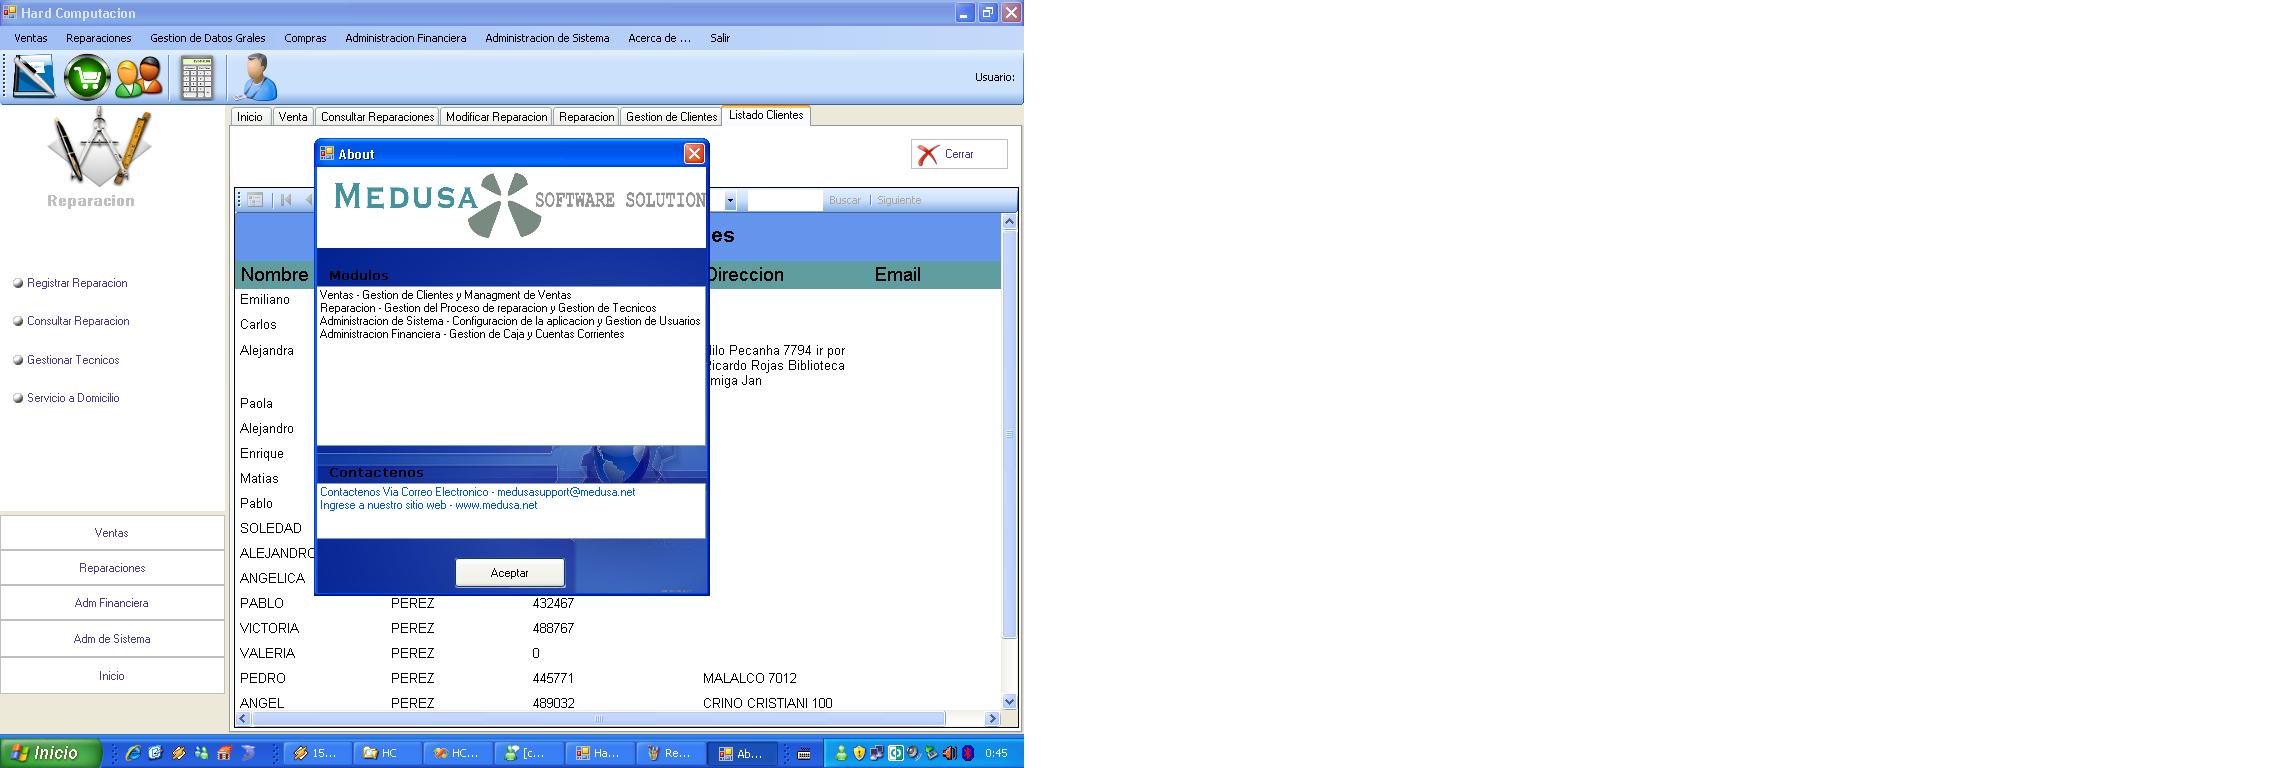 Hard Computacion
Ventas Reparaciones Gestion de Datos Grales Compras Administracion Financiera Administracion de Sistema Acerca de ... Salir
Usuario:
Inicio Venta Consultar Reparaciones Modificar Reparacion Reparacion Gestion de Clientes Listado Clientes
Reparacion
Registrar Reparacion
Consultar Reparacion
Gestionar Tecnicos
Servicio a Domicilio
Ventas
Reparaciones
Adm Financiera
Adm de Sistema
Inicio
Cerrar
Buscar | Siguiente
es
Nombre Direccion Email
Emiliano
Carlos
Alejandra
ilo Pecanha 7794 ir por
Ricardo Rojas Biblioteca
miga Jan
Paola
Alejandro
Enrique
Matias
Pablo
SOLEDAD
ALEJANDRO
ANGELICA
PABLO PEREZ 432467
VICTORIA PEREZ 488767
VALERIA PEREZ 0
PEDRO PEREZ 445771 MALALCO 7012
ANGEL PEREZ 489032 CRINO CRISTIANI 100
About
MEDUSA SOFTWARE SOLUTION
Modulos
Ventas - Gestion de Clientes y Managment de Ventas
Reparacion - Gestion del Proceso de reparacion y Gestion de Tecnicos
Administracion de Sistema - Configuracion de la aplicacion y Gestion de Usuarios
Administracion Financiera - Gestion de Caja y Cuentas Corrientes
Contactenos
Contactenos Via Correo Electronico - medusasupport@medusa.net
Ingrese a nuestro sitio web - www.medusa.net
Aceptar
Inicio 15... HC HC... [c... Ha... Re... Ab... 0:45